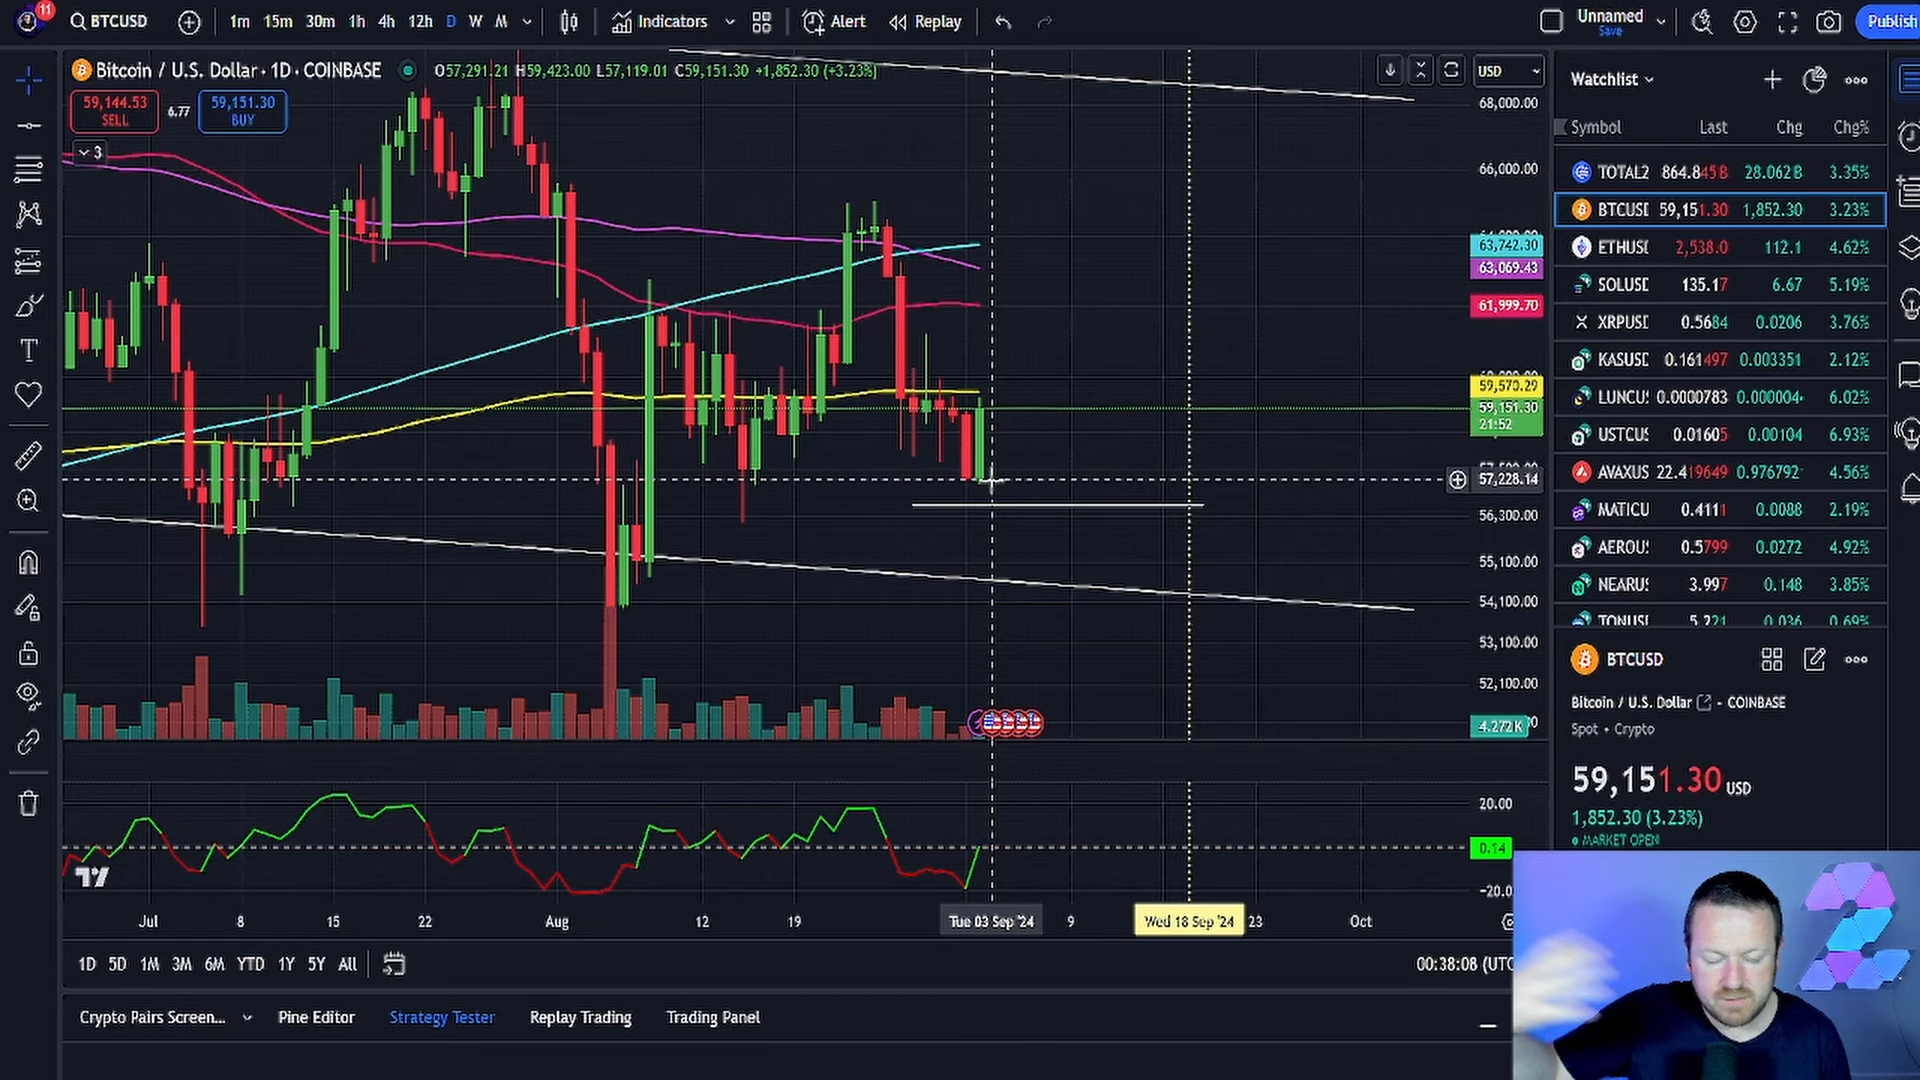 11
BTCUSD
1m 15m 30m 1h 4h 12h D W M
Indicators
Alert
Replay
Unnamed
Save
Publish
Bitcoin / U.S. Dollar · 1D · COINBASE
O57,291.21 H59,423.00 L57,119.01 C59,151.30 +1,852.30 (+3.23%)
USD
59,144.53
SELL
6.77
59,151.30
BUY
3
68,000.00
66,000.00
63,742.30
63,069.43
61,999.70
59,570.29
59,151.30
21:52
57,228.14
56,300.00
55,100.00
54,100.00
53,100.00
52,100.00
4.272K
20.00
0.14
-20.0
Jul 8 15 22 Aug 12 19 Tue 03 Sep '24 9 Wed 18 Sep '24 23 Oct
1D 5D 1M 3M 6M YTD 1Y 5Y All
00:38:08 (UTC
Crypto Pairs Screen... Pine Editor Strategy Tester Replay Trading Trading Panel
Watchlist
Symbol Last Chg Chg%
TOTAL2 864.845B 28.062B 3.35%
BTCUSD 59,151.30 1,852.30 3.23%
ETHUSD 2,538.0 112.1 4.62%
SOLUSD 135.17 6.67 5.19%
XRPUSD 0.5684 0.0206 3.76%
KASUSD 0.161497 0.003351 2.12%
LUNCUS 0.0000783 0.000004 6.02%
USTCUS 0.01605 0.00104 6.93%
AVAXUS 22.419649 0.976792 4.56%
MATICU 0.4111 0.0088 2.19%
AEROUS 0.5799 0.0272 4.92%
NEARUS 3.997 0.148 3.85%
TONUSD 5.221 0.036 0.69%
BTCUSD
Bitcoin / U.S. Dollar - COINBASE
Spot • Crypto
59,151.30 USD
1,852.30 (3.23%)
MARKET OPEN